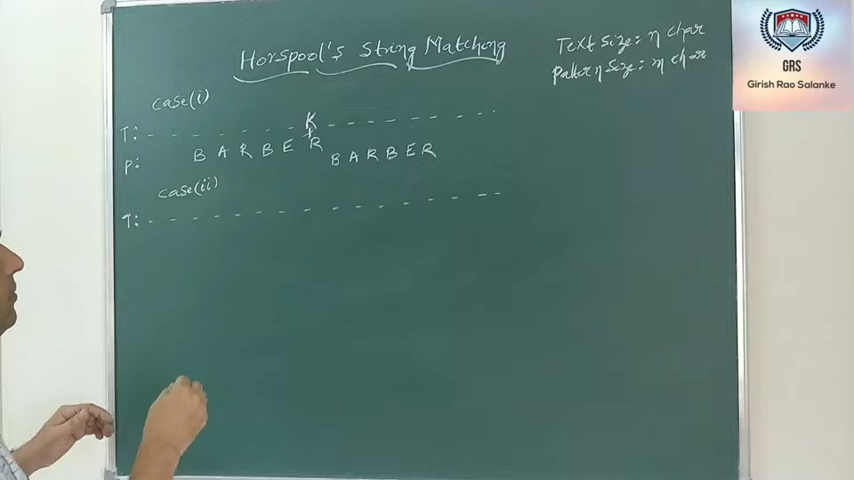 Horspool's String Matching
Text Size: n char
Pattern Size: m char
case(i)
T: - - - - - - - K - - - - - - - -
P: B A R B E R
B A R B E R
case(ii)
T: - - - - - - - - - - - - - - - -
GRS
Girish Rao Salanke